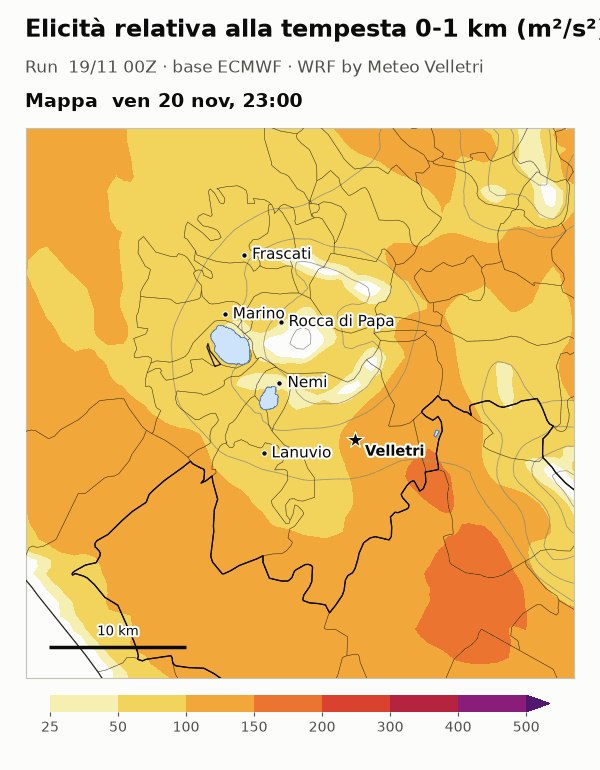 Elicità relativa alla tempesta 0-1 km (m²/s²)
Run 19/11 00Z · base ECMWF · WRF by Meteo Velletri
Mappa ven 20 nov, 23:00
Frascati
Marino
Rocca di Papa
Nemi
Velletri
Lanuvio
10 km
25 50 100 150 200 300 400 500